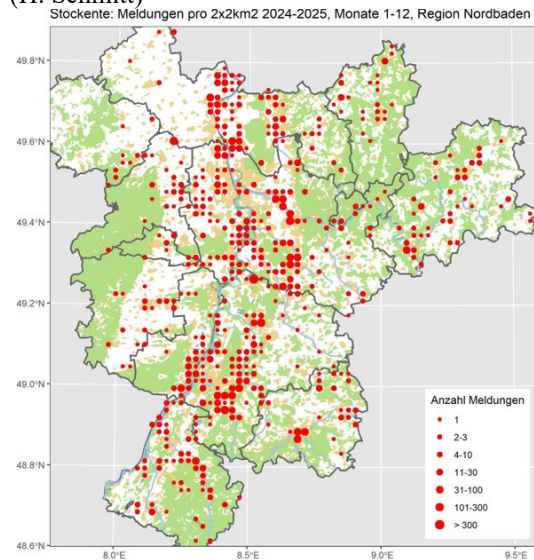 (H. Schmitt)
Stockente: Meldungen pro 2x2km2 2024-2025, Monate 1-12, Region Nordbaden
49.8°N
49.6°N
49.4°N
49.2°N
49.0°N
48.8°N
48.6°N
8.0°E
8.5°E
9.0°E
9.5°E
Anzahl Meldungen
1
2-3
4-10
11-30
31-100
101-300
> 300